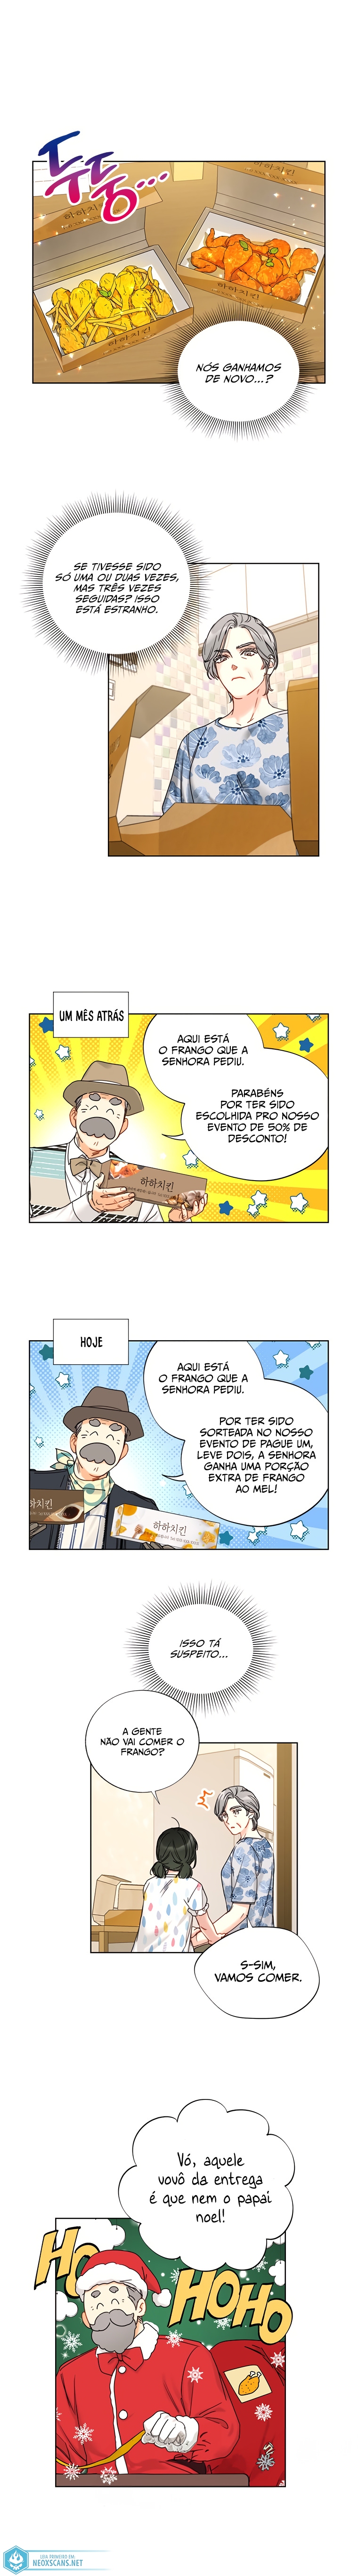 두둥...
하하치킨
하하치킨
하하치킨
NÓS GANHAMOS
DE NOVO...?
SE TIVESSE SIDO
SÓ UMA OU DUAS VEZES,
MAS TRÊS VEZES
SEGUIDAS? ISSO
ESTÁ ESTRANHO.
UM MÊS ATRÁS
AQUI ESTÁ
O FRANGO QUE A
SENHORA PEDIU.
PARABÉNS
POR TER SIDO
ESCOLHIDA PRO NOSSO
EVENTO DE 50% DE
DESCONTO!
하하치킨
HOJE
AQUI ESTÁ
O FRANGO QUE A
SENHORA PEDIU.
POR TER SIDO
SORTEADA NO NOSSO
EVENTO DE PAGUE UM,
LEVE DOIS, A SENHORA
GANHA UMA PORÇÃO
EXTRA DE FRANGO
AO MEL!
하치킨
하하치킨
ISSO TÁ
SUSPEITO...
A GENTE
NÃO VAI COMER O
FRANGO?
S-SIM,
VAMOS COMER.
Vó, aquele
vovô da entrega
é que nem o papai
noel!
HO
HOHO
LEIA PRIMEIRO EM
NEOXSCANS.NET